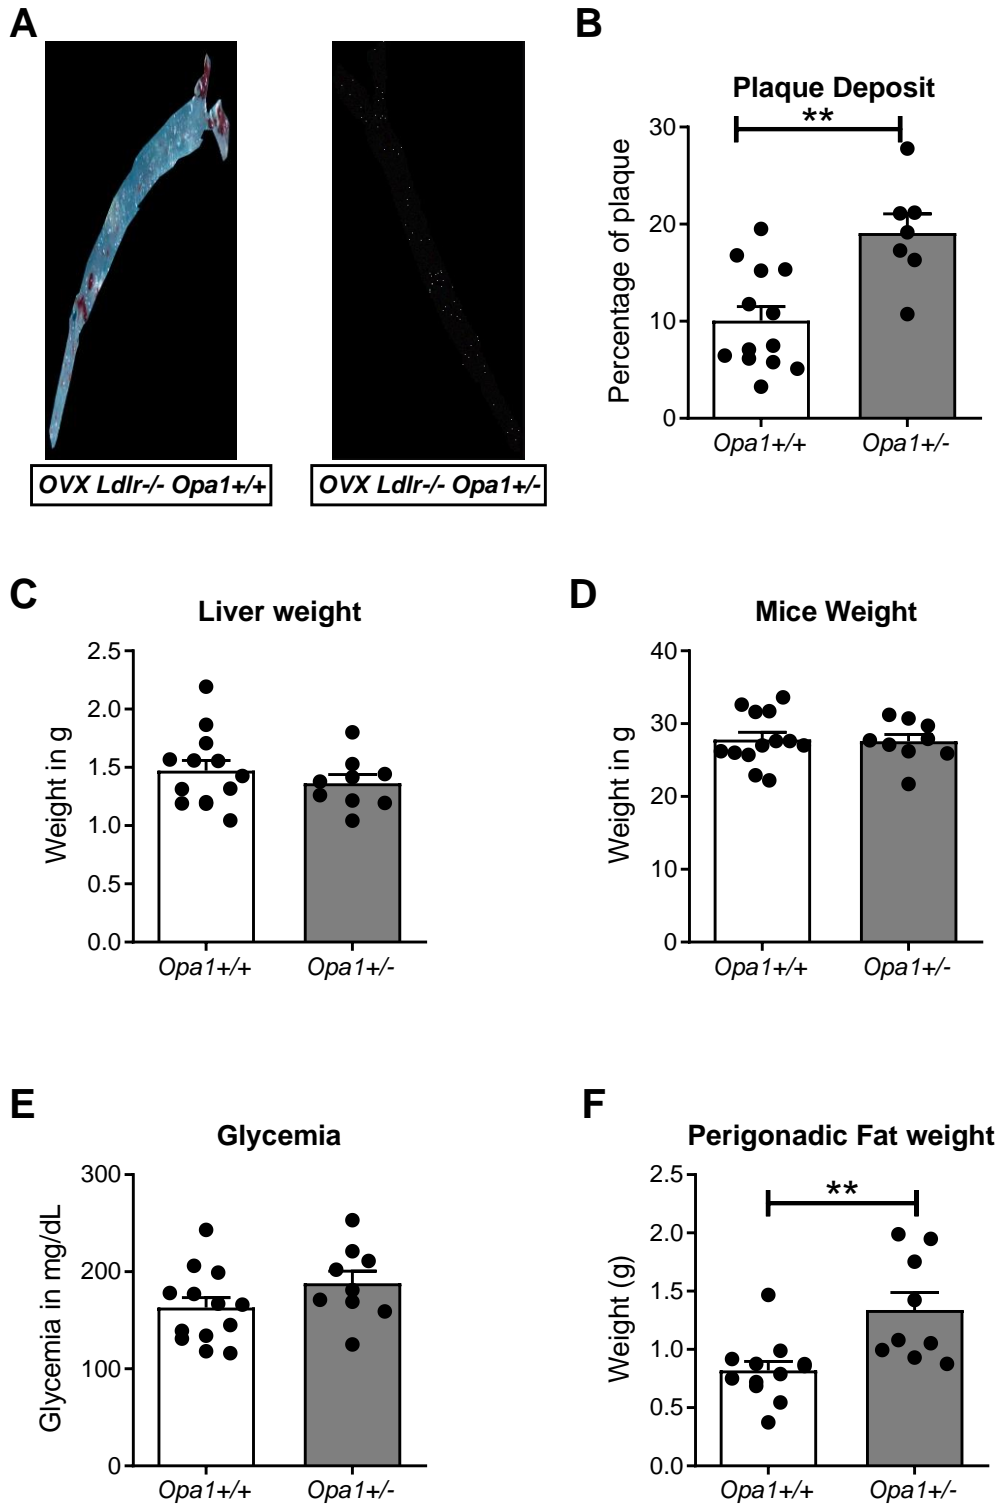 A
B
OVX Ldlr-/- Opa1+/+
OVX Ldlr-/- Opa1+/-
Plaque Deposit
**
Percentage of plaque
30
20
10
0
Opa1+/+
Opa1+/-
C
D
Liver weight
Weight in g
2.5
2.0
1.5
1.0
0.5
0.0
Opa1+/+
Opa1+/-
Mice Weight
Weight in g
40
30
20
10
0
Opa1+/+
Opa1+/-
E
F
Glycemia
Glycemia in mg/dL
300
200
100
0
Opa1+/+
Opa1+/-
Perigonadic Fat weight
**
Weight (g)
2.5
2.0
1.5
1.0
0.5
0.0
Opa1+/+
Opa1+/-